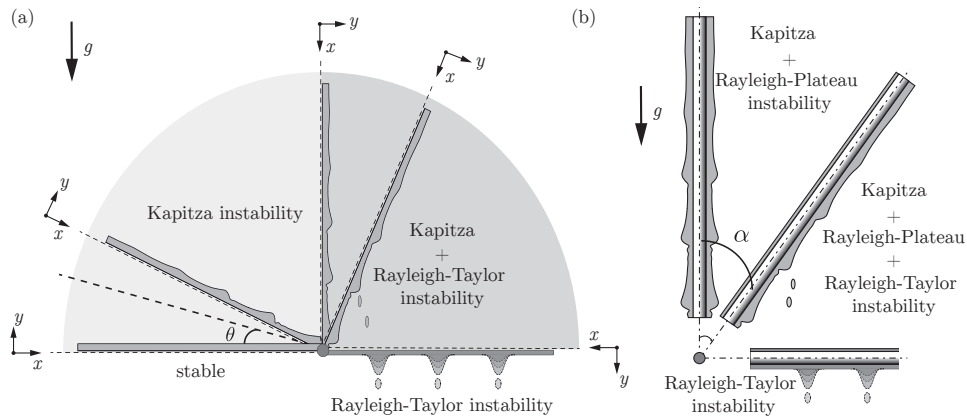 (a)
g
y
x
y
x
Kapitza instability
y
x
Kapitza
+
Rayleigh-Taylor
instability
θ
y
x
stable
x
y
Rayleigh-Taylor instability
(b)
g
Kapitza
+
Rayleigh-Plateau
instability
α
Kapitza
+
Rayleigh-Plateau
+
Rayleigh-Taylor
instability
Rayleigh-Taylor
instability